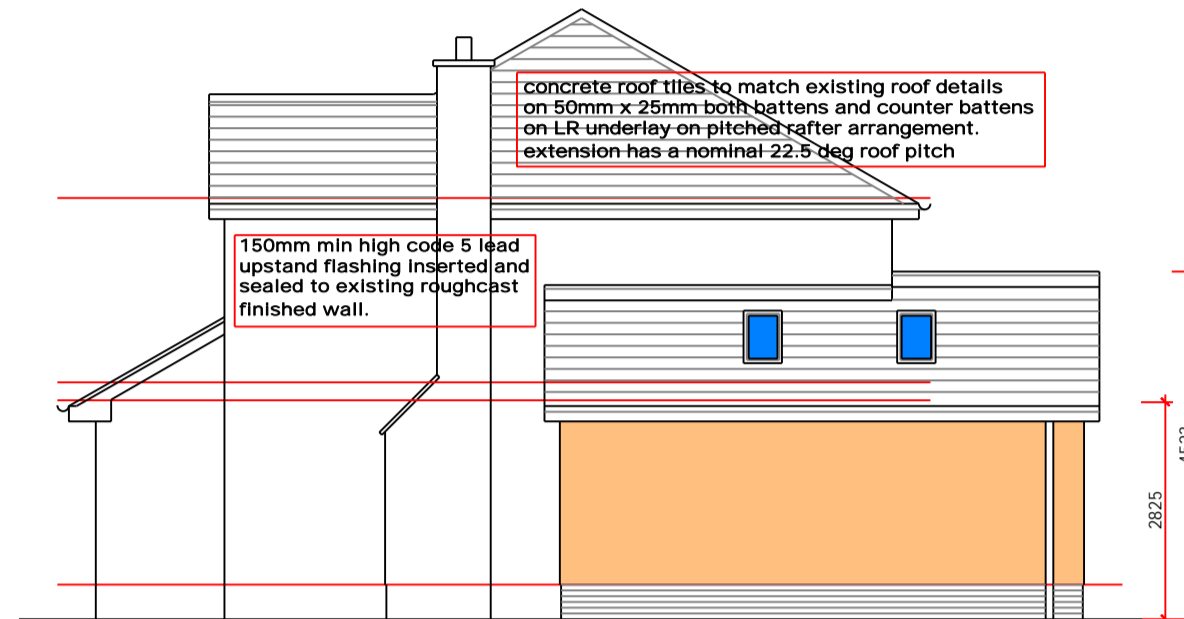 concrete roof tiles to match existing roof details
on 50mm x 25mm both battens and counter battens
on LR underlay on pitched rafter arrangement.
extension has a nominal 22.5 deg roof pitch
150mm min high code 5 lead
upstand flashing inserted and
sealed to existing roughcast
finished wall.
2825